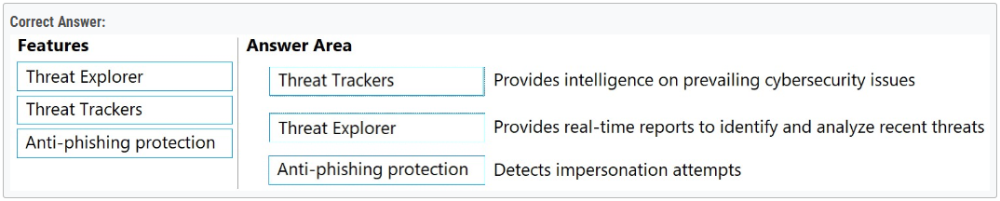 Correct Answer:
Features
Answer Area
Threat Explorer
Threat Trackers
Anti-phishing protection
Threat Trackers
Provides intelligence on prevailing cybersecurity issues
Threat Explorer
Provides real-time reports to identify and analyze recent threats
Anti-phishing protection
Detects impersonation attempts